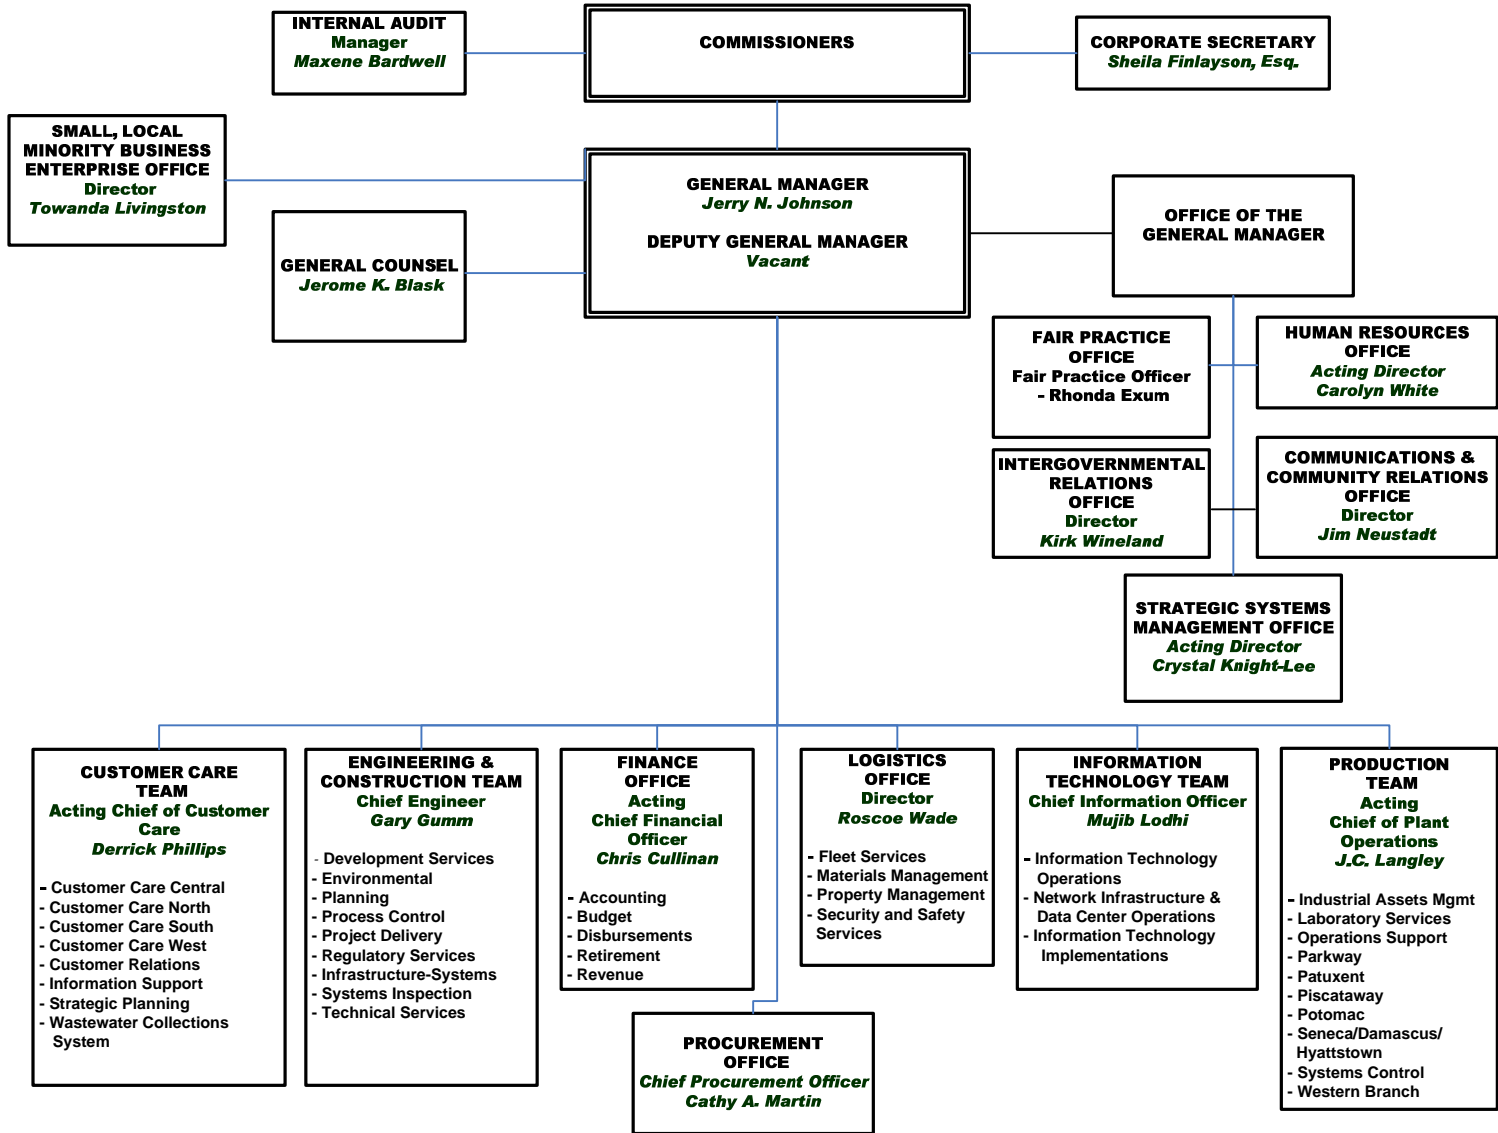 INTERNAL AUDIT
Manager
Maxene Bardwell
COMMISSIONERS
CORPORATE SECRETARY
Sheila Finlayson, Esq.
SMALL, LOCAL
MINORITY BUSINESS
ENTERPRISE OFFICE
Director
Towanda Livingston
GENERAL MANAGER
Jerry N. Johnson
DEPUTY GENERAL MANAGER
Vacant
OFFICE OF THE
GENERAL MANAGER
GENERAL COUNSEL
Jerome K. Blask
FAIR PRACTICE
OFFICE
Fair Practice Officer
- Rhonda Exum
HUMAN RESOURCES
OFFICE
Acting Director
Carolyn White
INTERGOVERNMENTAL
RELATIONS
OFFICE
Director
Kirk Wineland
COMMUNICATIONS &
COMMUNITY RELATIONS
OFFICE
Director
Jim Neustadt
STRATEGIC SYSTEMS
MANAGEMENT OFFICE
Acting Director
Crystal Knight-Lee
CUSTOMER CARE
TEAM
Acting Chief of Customer
Care
Derrick Phillips
- Customer Care Central
- Customer Care North
- Customer Care South
- Customer Care West
- Customer Relations
- Information Support
- Strategic Planning
- Wastewater Collections
System
ENGINEERING &
CONSTRUCTION TEAM
Chief Engineer
Gary Gumm
- Development Services
- Environmental
- Planning
- Process Control
- Project Delivery
- Regulatory Services
- Infrastructure-Systems
- Systems Inspection
- Technical Services
FINANCE
OFFICE
Acting
Chief Financial
Officer
Chris Cullinan
- Accounting
- Budget
- Disbursements
- Retirement
- Revenue
LOGISTICS
OFFICE
Director
Roscoe Wade
- Fleet Services
- Materials Management
- Property Management
- Security and Safety
Services
INFORMATION
TECHNOLOGY TEAM
Chief Information Officer
Mujib Lodhi
- Information Technology
Operations
- Network Infrastructure &
Data Center Operations
- Information Technology
Implementations
PRODUCTION
TEAM
Acting
Chief of Plant
Operations
J.C. Langley
- Industrial Assets Mgmt
- Laboratory Services
- Operations Support
- Parkway
- Patuxent
- Piscataway
- Potomac
- Seneca/Damascus/
Hyattstown
- Systems Control
- Western Branch
PROCUREMENT
OFFICE
Chief Procurement Officer
Cathy A. Martin